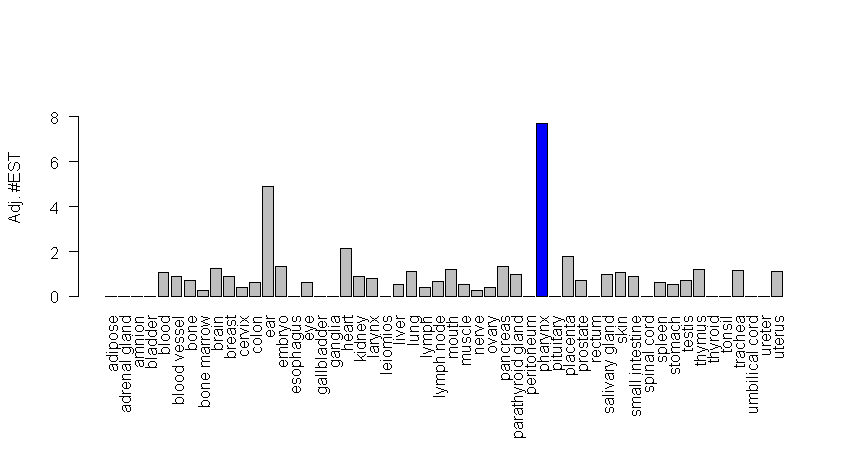 8
6
4
2
0
Adj. #EST
adipose
adrenal gland
amnion
bladder
blood
blood vessel
bone
bone marrow
brain
breast
cervix
colon
ear
embryo
esophagus
eye
gallbladder
ganglia
heart
kidney
larynx
leiomios
liver
lung
lymph
lymph node
mouth
muscle
nerve
ovary
pancreas
parathyroid gland
peritoneum
pharynx
pituitary
placenta
prostate
rectum
salivary gland
skin
small intestine
spinal cord
spleen
stomach
testis
thymus
thyroid
tonsil
trachea
umbilical cord
ureter
uterus